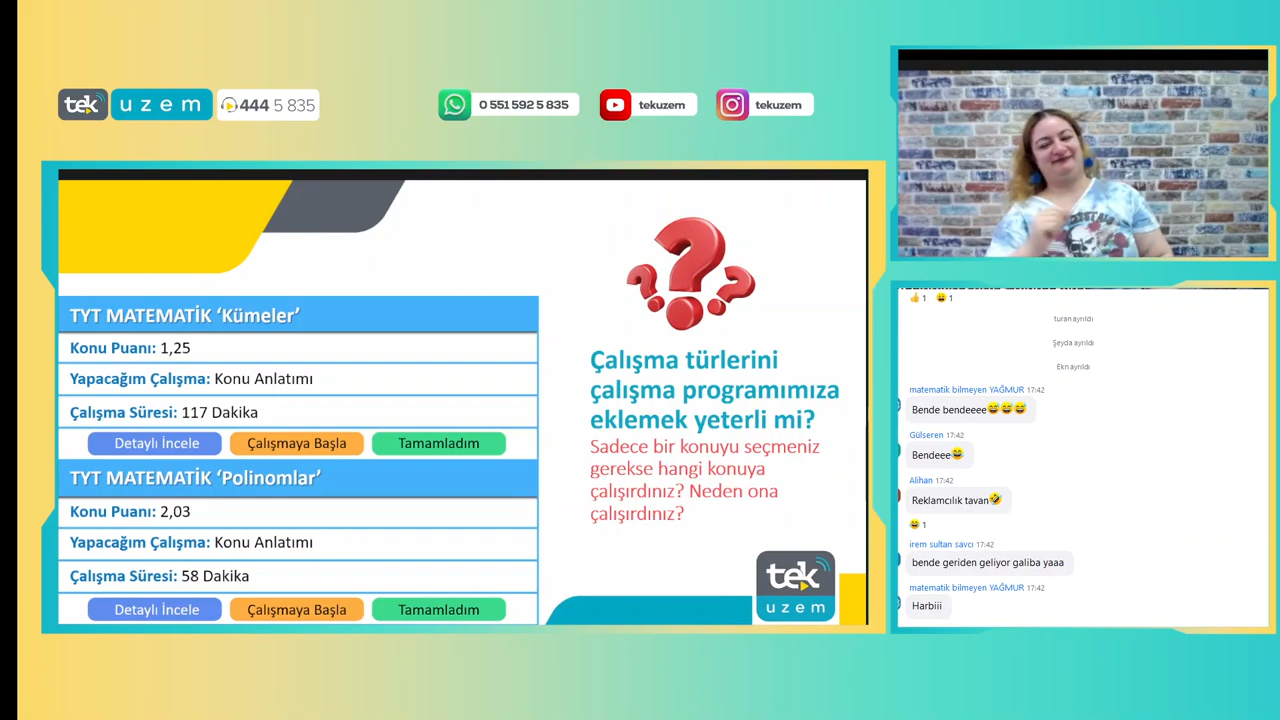 tek
uzem
444 5 835
0 551 592 5 835
tekuzem
tekuzem
TYT MATEMATİK ‘Kümeler’
Konu Puanı: 1,25
Yapacağım Çalışma: Konu Anlatımı
Çalışma Süresi: 117 Dakika
Detaylı İncele
Çalışmaya Başla
Tamamladım
TYT MATEMATİK ‘Polinomlar’
Konu Puanı: 2,03
Yapacağım Çalışma: Konu Anlatımı
Çalışma Süresi: 58 Dakika
Detaylı İncele
Çalışmaya Başla
Tamamladım
Çalışma türlerini
çalışma programımıza
eklemek yeterli mi?
Sadece bir konuyu seçmeniz
gerekse hangi konuya
çalışırdınız? Neden ona
çalışırdınız?
tek
uzem
👍 1 😄 1
turan ayrıldı
Şeyda ayrıldı
Ekn ayrıldı
matematik bilmeyen YAĞMUR 17:42
Bende bendeeee😅😅😅
Gülseren 17:42
Bendeee😄
Alihan 17:42
Reklamcılık tavan🤣
😄 1
irem sultan savcı 17:42
bende geriden geliyor galiba yaaa
matematik bilmeyen YAĞMUR 17:42
Harbiii